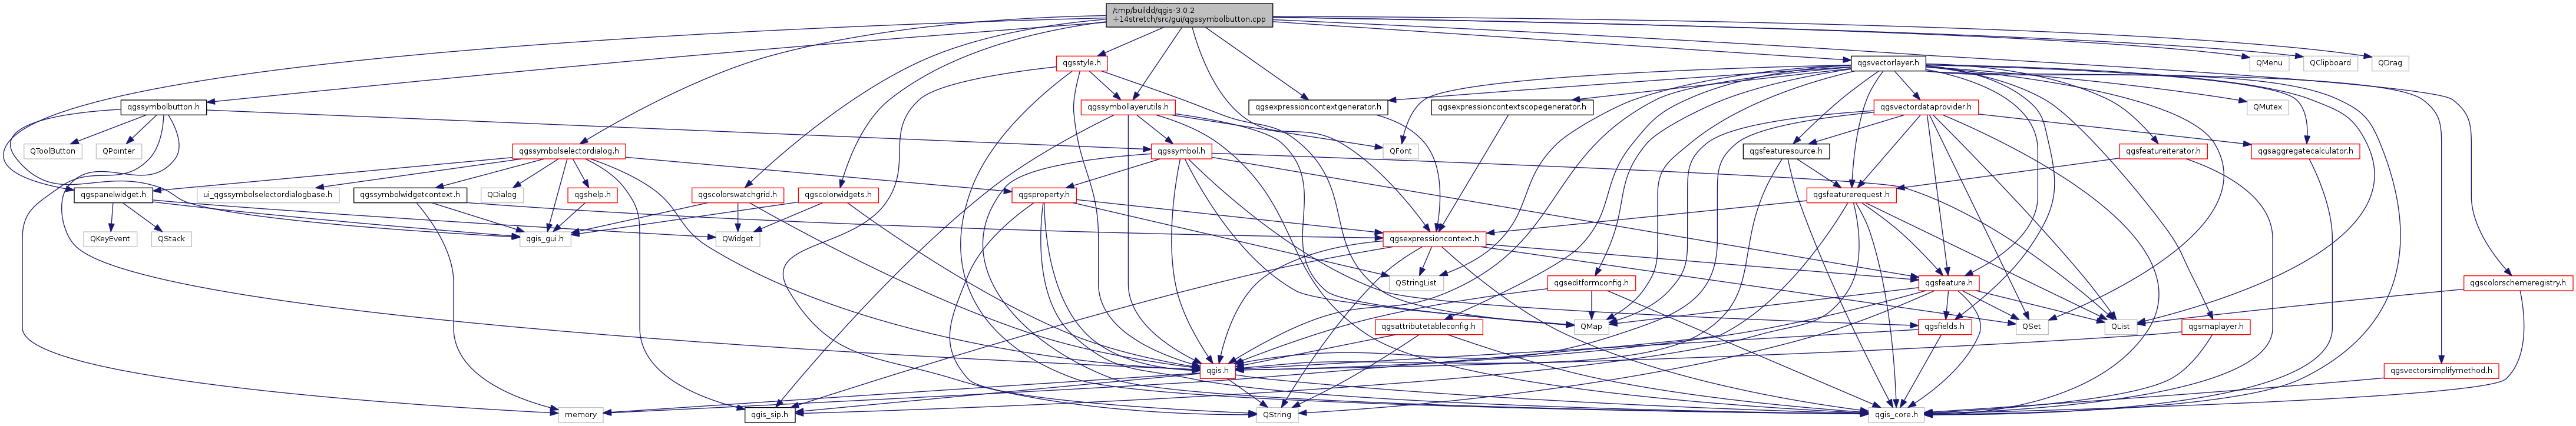 /tmp/buildd/qgis-3.0.2
+14stretch/src/gui/qgssymbolbutton.cpp
qgsstyle.h
qgsvectorlayer.h
QMenu
QClipboard
QDrag
qgssymbolbutton.h
qgssymbollayerutils.h
qgsexpressioncontextgenerator.h
qgsexpressioncontextscopegenerator.h
qgsvectordataprovider.h
QMutex
QToolButton
QPointer
qgssymbolselectordialog.h
qgssymbol.h
QFont
qgsfeaturesource.h
qgsfeatureiterator.h
qgsaggregatecalculator.h
qgspanelwidget.h
ui_qgssymbolselectordialogbase.h
qgssymbolwidgetcontext.h
QDialog
qgshelp.h
qgscolorswatchgrid.h
qgscolorwidgets.h
qgsproperty.h
qgsfeaturerequest.h
QKeyEvent
QStack
qgis_gui.h
QWidget
qgsexpressioncontext.h
QStringList
qgseditformconfig.h
qgsfeature.h
qgscolorschemeregistry.h
qgsattributetableconfig.h
QMap
qgsfields.h
QSet
QList
qgsmaplayer.h
qgis.h
qgsvectorsimplifymethod.h
memory
qgis_sip.h
QString
qgis_core.h